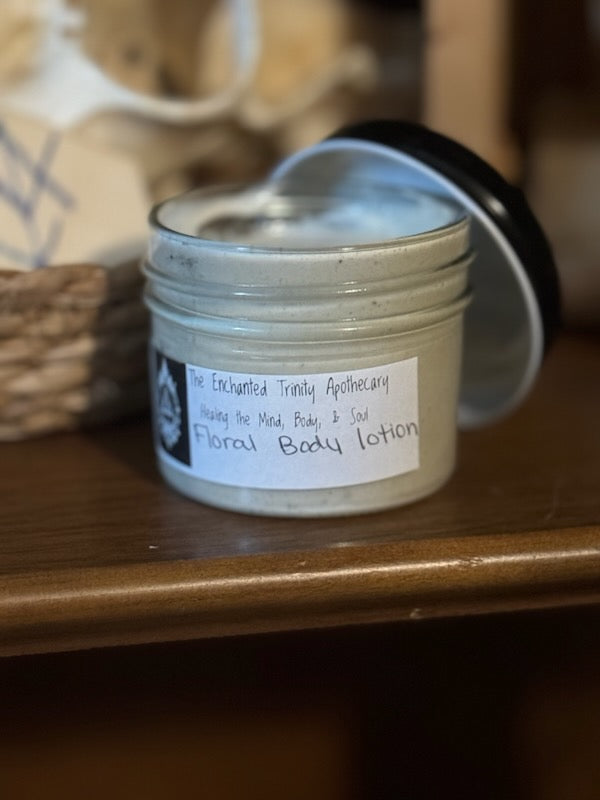 The Enchanted Trinity Apothecary
Healing the Mind, Body, & Soul
Floral Body lotion